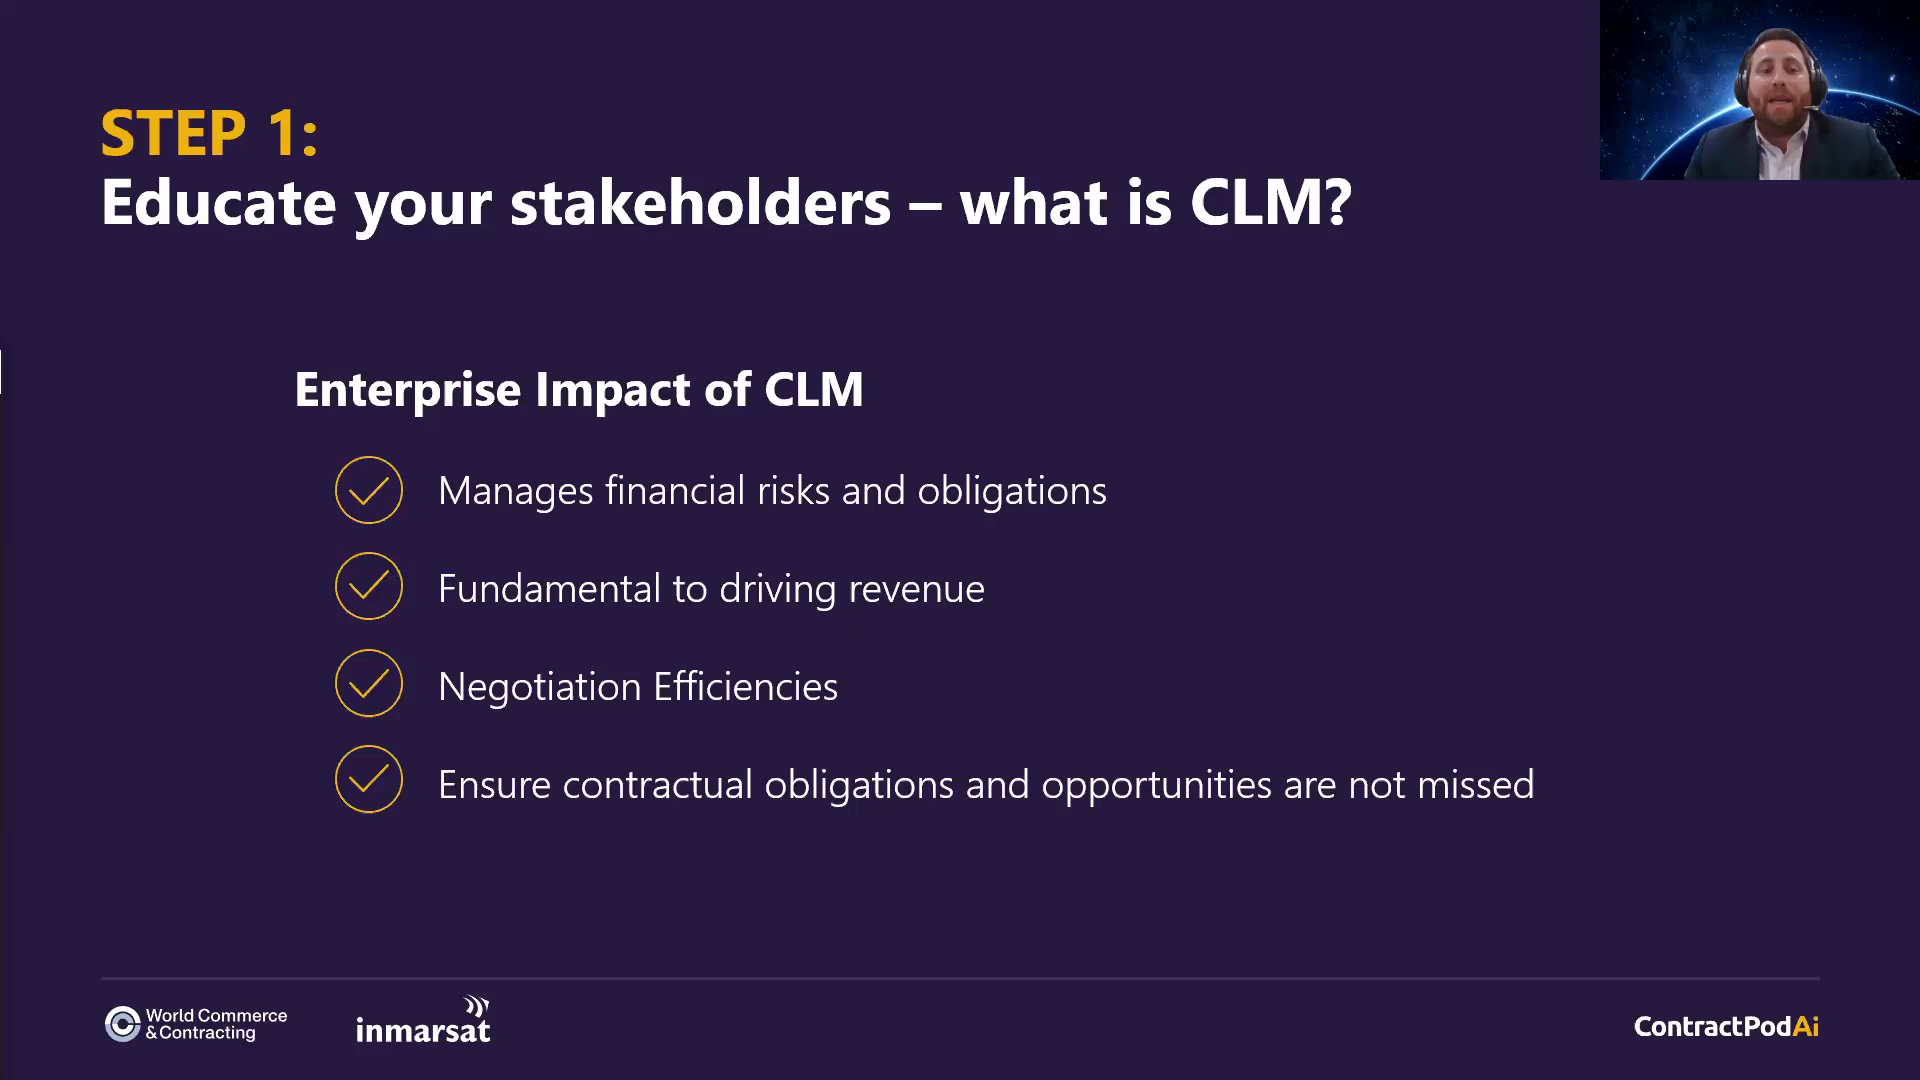 STEP 1:
Educate your stakeholders – what is CLM?
Enterprise Impact of CLM
Manages financial risks and obligations
Fundamental to driving revenue
Negotiation Efficiencies
Ensure contractual obligations and opportunities are not missed
World Commerce
& Contracting
inmarsat
ContractPodAi